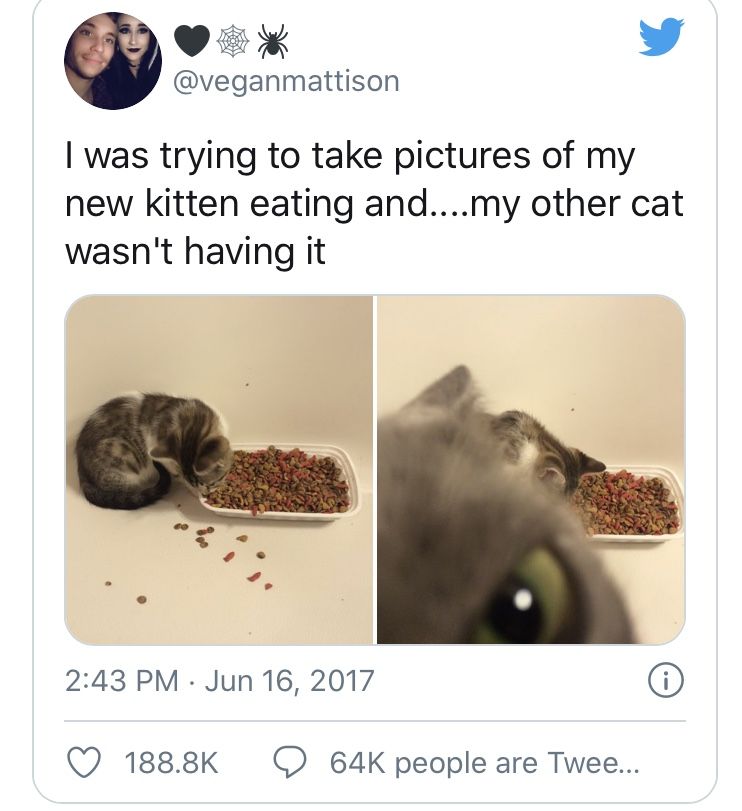 🖤🕸🕷
@veganmattison
I was trying to take pictures of my
new kitten eating and....my other cat
wasn't having it
2:43 PM · Jun 16, 2017
188.8K 64K people are Twee...